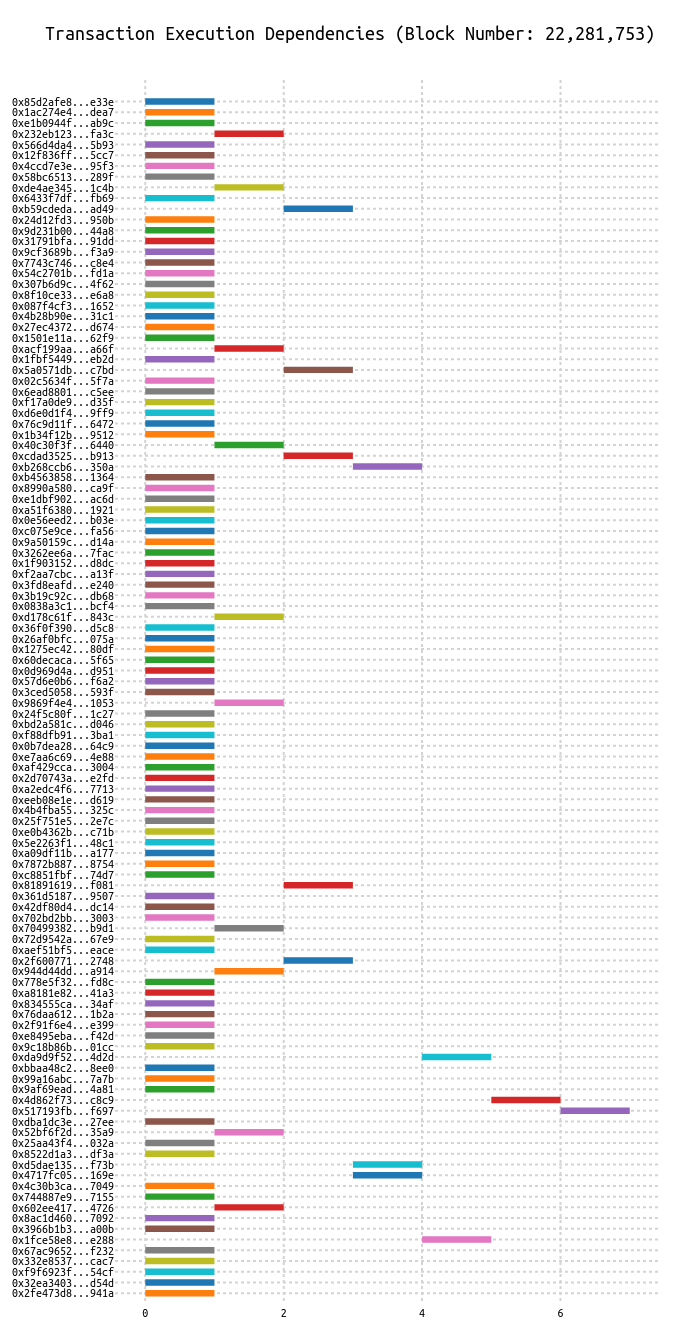 Transaction Execution Dependencies (Block Number: 22,281,753)
0x85d2afe8...e33e
0x1ac274e4...dea7
0xe1b0944f...ab9c
0x232eb123...fa3c
0x566d4da4...5b93
0x12f836ff...5cc7
0x4ccd7e3e...95f3
0x58bc6513...289f
0xde4ae345...1c4b
0x6433f7df...fb69
0xb59cdeda...ad49
0x24d12fd3...950b
0x9d231b00...44a8
0x31791bfa...91dd
0x9cf3689b...f3a9
0x7743c746...c8e4
0x54c2701b...fd1a
0x307b6d9c...4f62
0x8f10ce33...e6a8
0x087f4cf3...1652
0x4b28b90e...31c1
0x27ec4372...d674
0x1501e11a...62f9
0xacf199aa...a66f
0x1fbf5449...eb2d
0x5a0571db...c7bd
0x02c5634f...5f7a
0x6ead8801...c5ee
0xf17a0de9...d35f
0xd6e0d1f4...9ff9
0x76c9d11f...6472
0x1b34f12b...9512
0x40c30f3f...6440
0xcdad3525...b913
0xb268ccb6...350a
0xb4563858...1364
0x8990a580...ca9f
0xe1dbf902...ac6d
0xa51f6380...1921
0x0e56eed2...b03e
0xc075e9ce...fa56
0x9a50159c...d14a
0x3262ee6a...7fac
0x1f903152...d8dc
0xf2aa7cbc...a13f
0x3fd8eafd...e240
0x3b19c92c...db68
0x0838a3c1...bcf4
0xd178c61f...843c
0x36f0f390...d5c8
0x26af0bfc...075a
0x1275ec42...80df
0x60decaca...5f65
0x0d969d4a...d951
0x57d6e0b6...f6a2
0x3ced5058...593f
0x9869f4e4...1053
0x24f5c80f...1c27
0xbd2a581c...d046
0xf88dfb91...3ba1
0x0b7dea28...64c9
0xe7aa6c69...4e88
0xaf429cca...3004
0x2d70743a...e2fd
0xa2edc4f6...7713
0xeeb08e1e...d619
0x4b4fba55...325c
0x25f751e5...2e7c
0xe0b4362b...c71b
0x5e2263f1...48c1
0xa09df11b...a177
0x7872b887...8754
0xc8851fbf...74d7
0x81891619...f081
0x361d5187...9507
0x42df80d4...dc14
0x702bd2bb...3003
0x70499382...b9d1
0x72d9542a...67e9
0xaef51bf5...eace
0x2f600771...2748
0x944d44dd...a914
0x778e5f32...fd8c
0xa8181e82...41a3
0x834555ca...34af
0x76daa612...1b2a
0x2f91f6e4...e399
0xe8495eba...f42d
0x9c18b86b...01cc
0xda9d9f52...4d2d
0xbbaa48c2...8ee0
0x99a16abc...7a7b
0x9af69ead...4a81
0x4d862f73...c8c9
0x517193fb...f697
0xdba1dc3e...27ee
0x52bf6f2d...35a9
0x25aa43f4...032a
0x8522d1a3...df3a
0xd5dae135...f73b
0x4717fc05...169e
0x4c30b3ca...7049
0x744887e9...7155
0x602ee417...4726
0x8ac1d460...7092
0x3966b1b3...a00b
0x1fce58e8...e288
0x67ac9652...f232
0x332e8537...cac7
0xf9f6923f...54cf
0x32ea3403...d54d
0x2fe473d8...941a
0 2 4 6